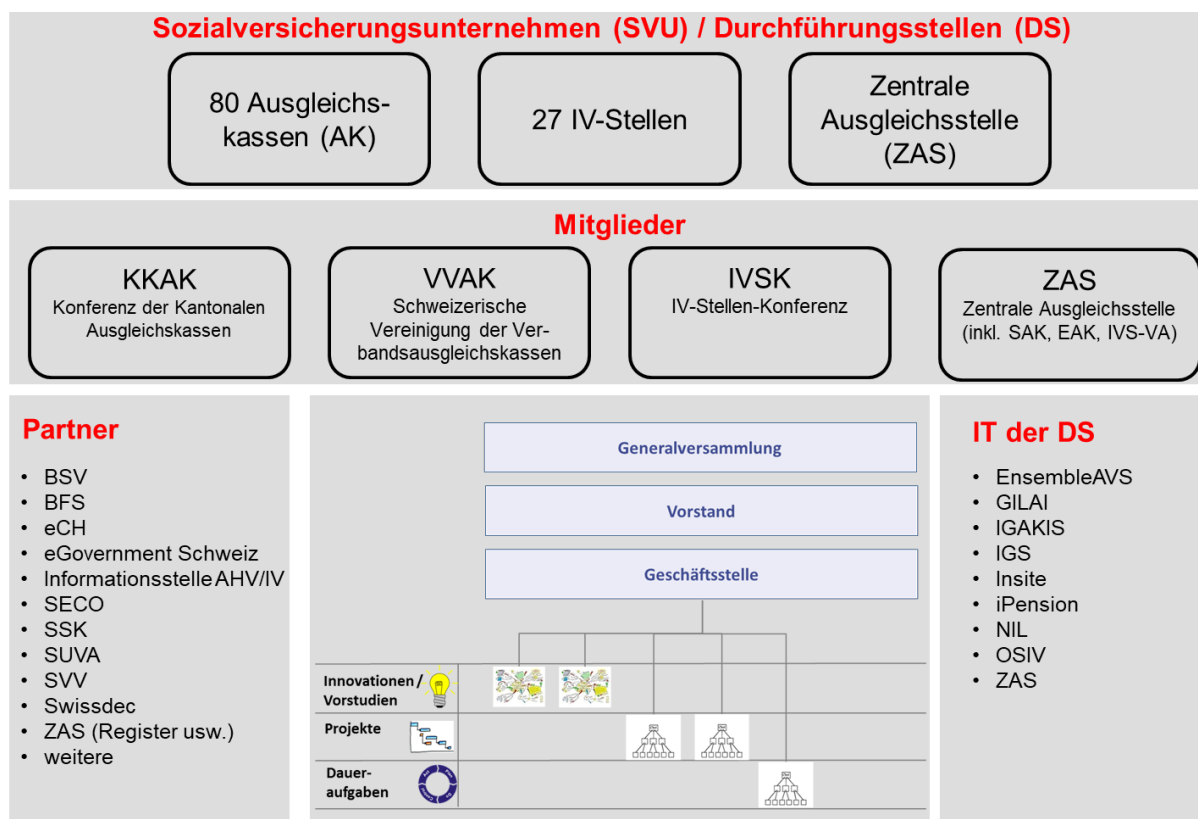 Sozialversicherungsunternehmen (SVU) / Durchführungsstellen (DS)
80 Ausgleichs-
kassen (AK)
27 IV-Stellen
Zentrale
Ausgleichsstelle
(ZAS)
Mitglieder
KKAK
Konferenz der Kantonalen
Ausgleichskassen
VVAK
Schweizerische
Vereinigung der Ver-
bandsausgleichskassen
IVSK
IV-Stellen-Konferenz
ZAS
Zentrale Ausgleichsstelle
(inkl. SAK, EAK, IVS-VA)
Partner
• BSV
• BFS
• eCH
• eGovernment Schweiz
• Informationsstelle AHV/IV
• SECO
• SSK
• SUVA
• SVV
• Swissdec
• ZAS (Register usw.)
• weitere
Generalversammlung
Vorstand
Geschäftsstelle
Innovationen /
Vorstudien
Projekte
Dauer-
aufgaben
IT der DS
• EnsembleAVS
• GILAI
• IGAKIS
• IGS
• Insite
• iPension
• NIL
• OSIV
• ZAS